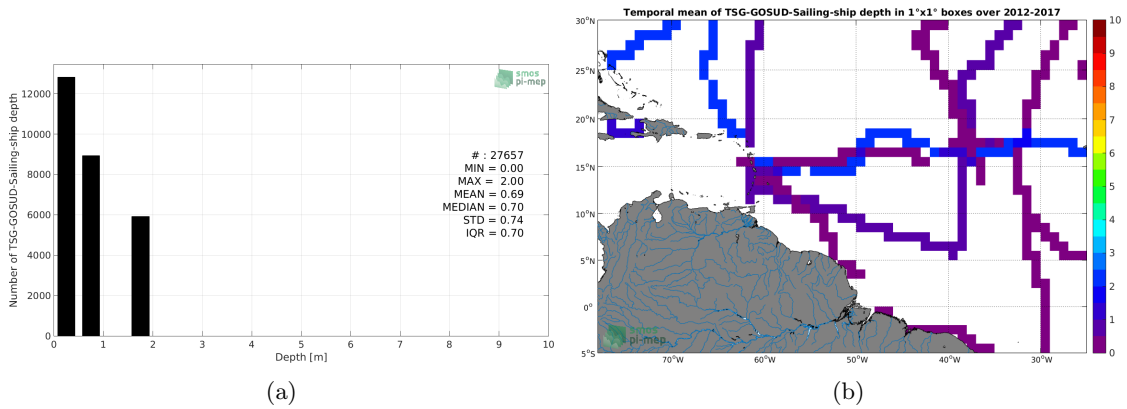 smos
pi-mep
Number of TSG-GOSUD-Sailing-ship depth
12000
10000
8000
6000
4000
2000
0
# : 27657
MIN = 0.00
MAX = 2.00
MEAN = 0.69
MEDIAN = 0.70
STD = 0.74
IQR = 0.70
0 1 2 3 4 5 6 7 8 9 10
Depth [m]
(a)
Temporal mean of TSG-GOSUD-Sailing-ship depth in 1°x1° boxes over 2012-2017
30°N
25°N
20°N
15°N
10°N
5°N
0°
5°S
70°W 60°W 50°W 40°W 30°W
smos
pi-mep
10
9
8
7
6
5
4
3
2
1
0
(b)